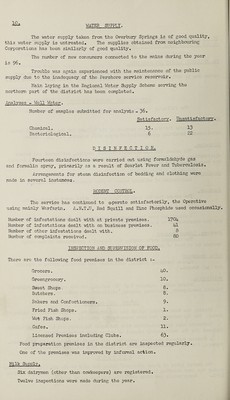 10.
WATER SUPPLY.
The water supply taken from the Overbury Springs is of good quality,
this water supply is untreated. The supplies obtained from neighbouring
Corporations has been similarly of good quality.
The number of new consumers connected to the mains during the year
is 96.
Trouble was again experienced with the maintenance of the public
supply due to the inadequacy of the service reservoir.
Main laying in the Regional Water Supply Scheme serving the
northern part of the district has been completed.
Analyses - Well Water.
Number of samples submitted for analyses - 36.
Satisfactory. Unsatisfactory.
Chemical. 15. 13
Bacteriological. 6 22
DISINFECTION.
Fourteen disinfections were carried out using formaldehyde gas
and formalin spray, primarily as a result of Scarlet Fever and Tuberculosis.
Arrangements for steam disinfection of bedding and clothing were
made in several instances.
RODENT CONTROL.
The service has continued to operate satisfactorily, the Operative
using mainly Warfarin. A.N.T.U, Red Squill and Zinc Phosphide used occasionally.
Number of infestations dealt with at private premises. 1704
Number of infestations dealt with on business premises. 41
Number of other infestations dealt with. 8
Number of complaints received. 80
INSPECTION AND SUPERVISION OF FOOD.
There are the following food premises in the district :-
Grocers. 40.
Greengrocery. 10.
Sweet Shops 8.
Butchers. 8.
Bakers and Confectioners. 9.
Fried Fish Shops. 1.
Wet Fish Shops. 2.
Cafes. 11.
Licensed Premises including Clubs. 63.
Food preparation premises in the district are inspected regularly.
One of the premises was improved by informal action.
Milk Supply.
Six dairymen (other than cowkeepers) are registered.
Twelve inspections were made during the year.